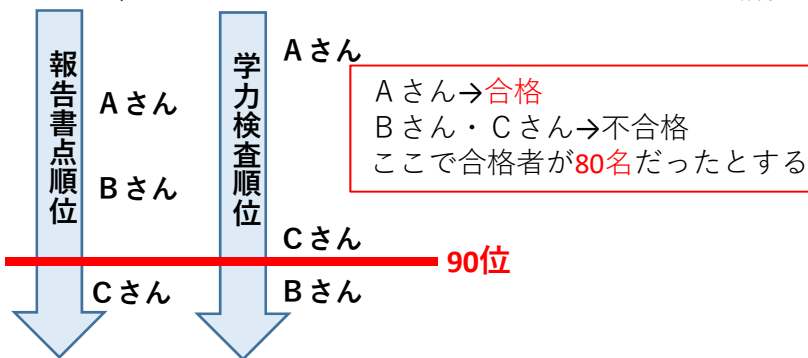 報告書点順位
学力検査順位
Aさん
Aさん
Bさん
Cさん
Cさん
Bさん
90位
Aさん→合格
Bさん・Cさん→不合格
ここで合格者が80名だったとする